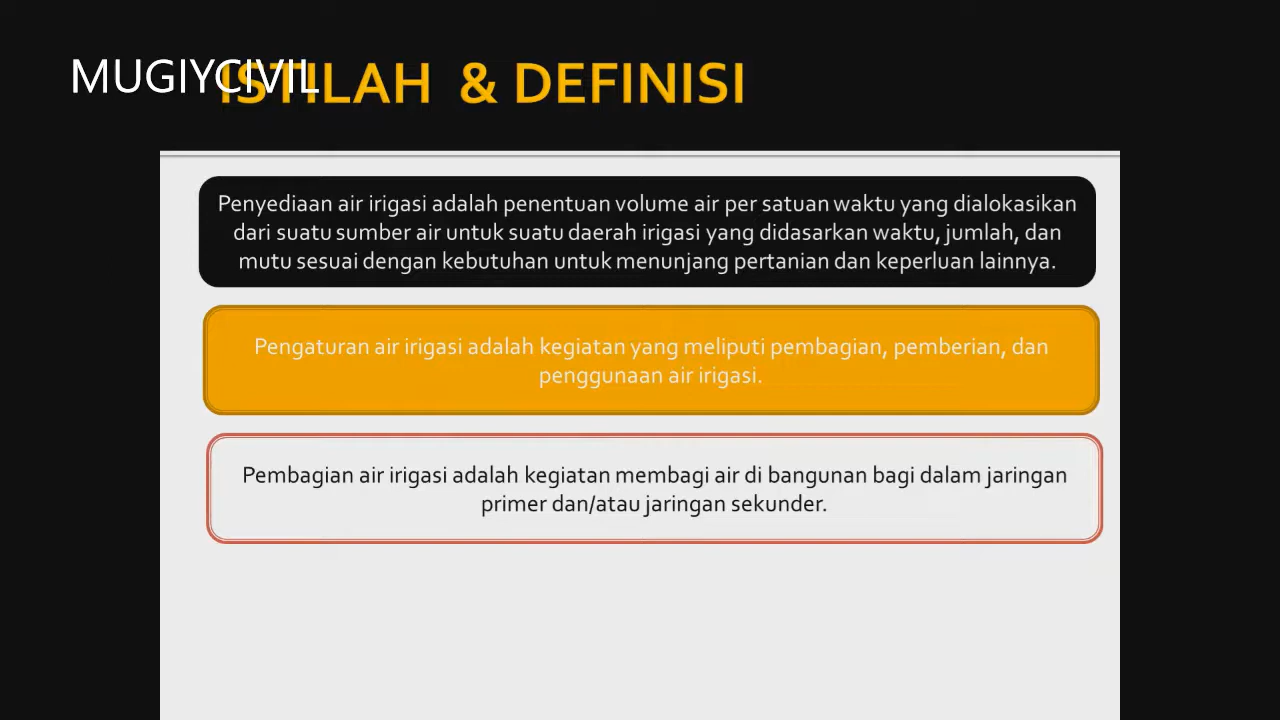 MUGIYCIVIL
ISTILAH & DEFINISI
Penyediaan air irigasi adalah penentuan volume air per satuan waktu yang dialokasikan
dari suatu sumber air untuk suatu daerah irigasi yang didasarkan waktu, jumlah, dan
mutu sesuai dengan kebutuhan untuk menunjang pertanian dan keperluan lainnya.
Pengaturan air irigasi adalah kegiatan yang meliputi pembagian, pemberian, dan
penggunaan air irigasi.
Pembagian air irigasi adalah kegiatan membagi air di bangunan bagi dalam jaringan
primer dan/atau jaringan sekunder.